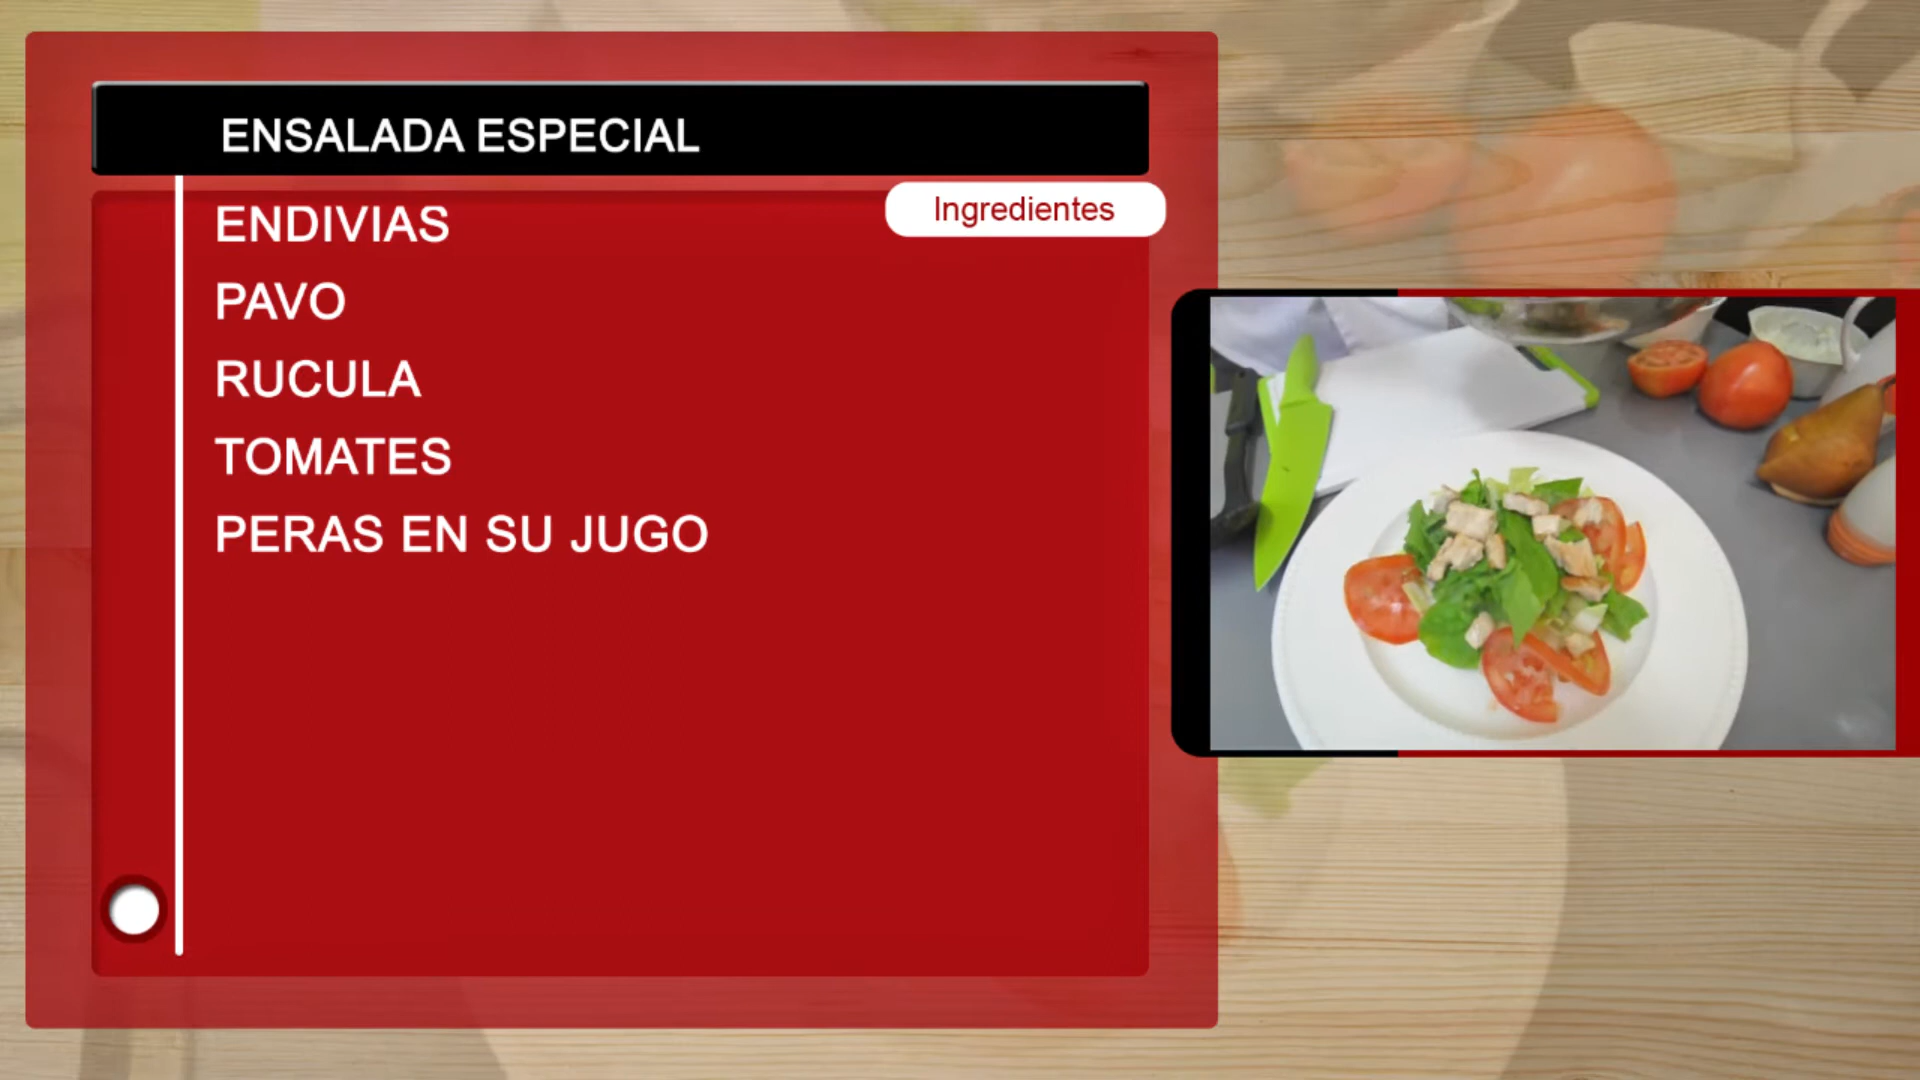 ENSALADA ESPECIAL
Ingredientes
ENDIVIAS
PAVO
RUCULA
TOMATES
PERAS EN SU JUGO